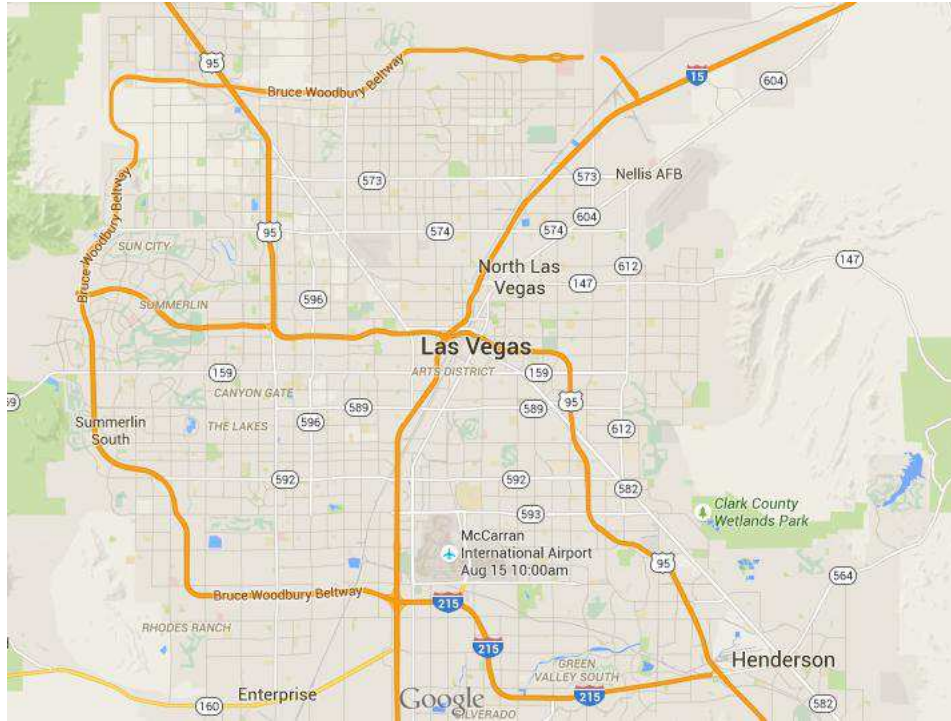 95
Bruce Woodbury Beltway
15
604
573
573
Nellis AFB
604
Bruce Woodbury Beltway
SUN CITY
95
574
574
612
147
North Las
Vegas
147
SUMMERLIN
596
Las Vegas
159
ARTS DISTRICT
159
CANYON GATE
59
589
589
95
Summerlin
South
THE LAKES
596
612
592
592
582
593
Clark County
Wetlands Park
McCarran
International Airport
Aug 15 10:00am
95
564
Bruce Woodbury Beltway
215
RHODES RANCH
215
GREEN
VALLEY SOUTH
Henderson
Enterprise
160
Google
215
582
SILVERADO